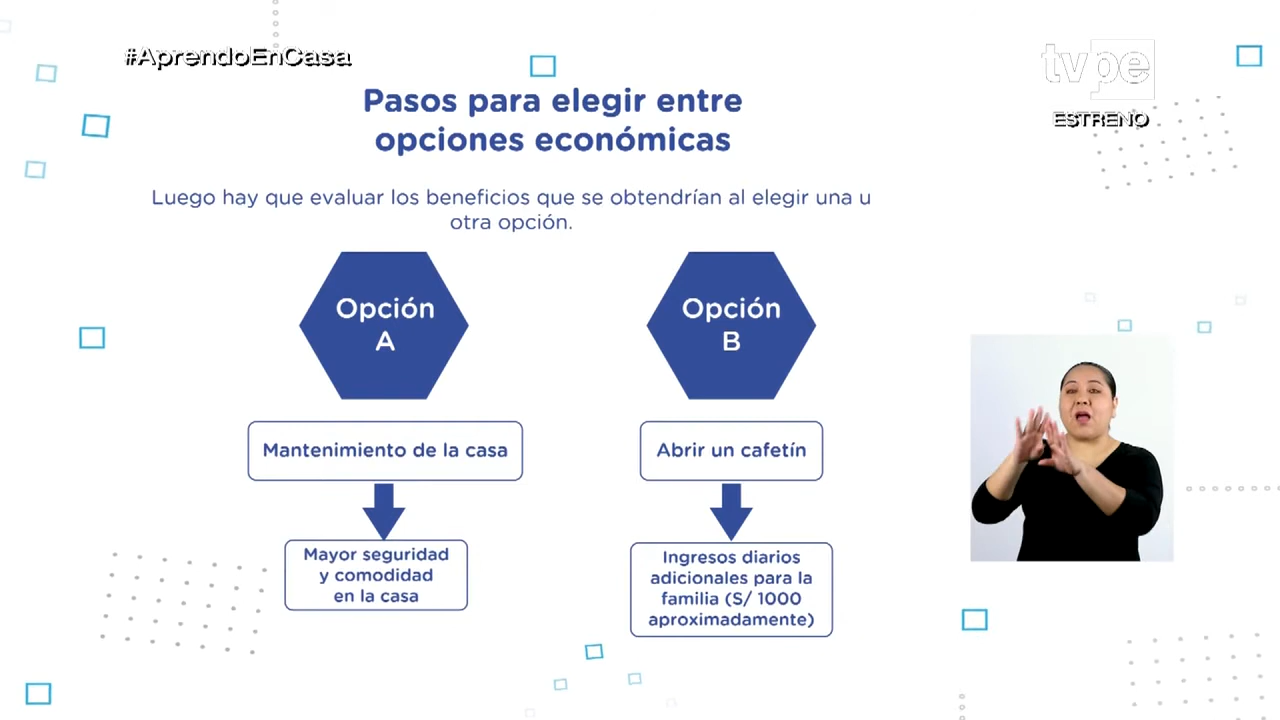 #AprendoEnCasa
tvpe
ESTRENO
Pasos para elegir entre
opciones económicas
Luego hay que evaluar los beneficios que se obtendrían al elegir una u
otra opción.
Opción
A
Opción
B
Mantenimiento de la casa
Abrir un cafetín
Mayor seguridad
y comodidad
en la casa
Ingresos diarios
adicionales para la
familia (S/ 1000
aproximadamente)